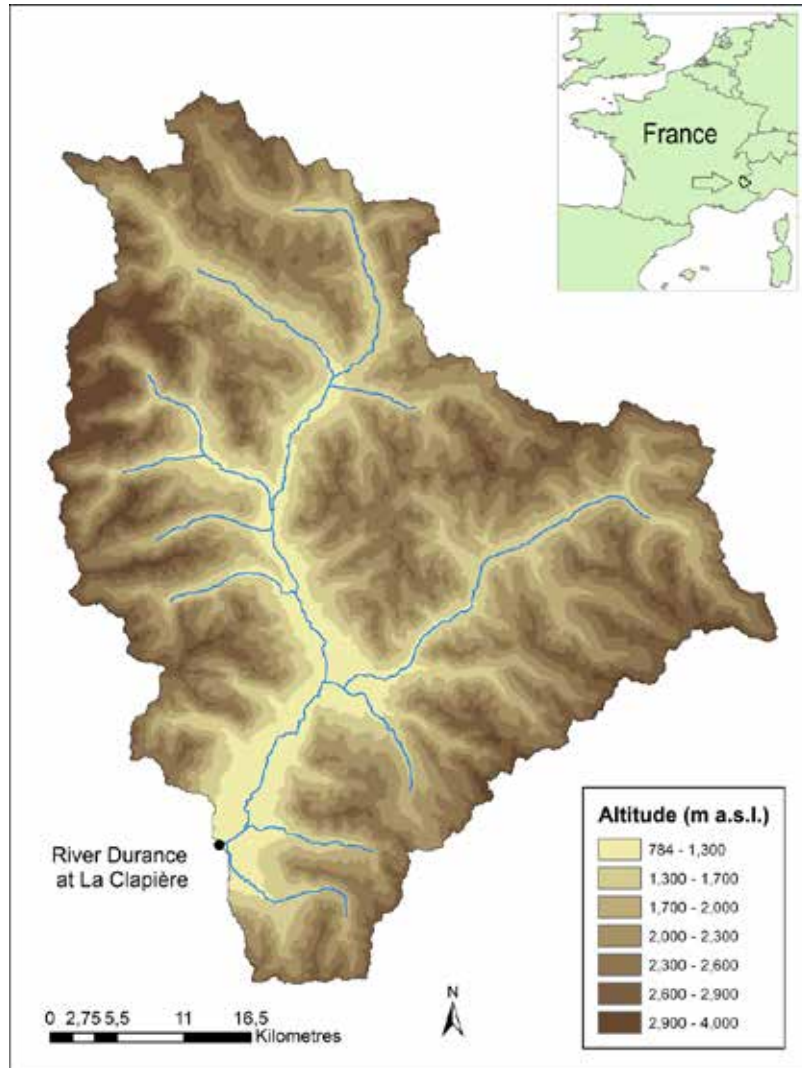 France
River Durance
at La Clapière
Altitude (m a.s.l.)
784 - 1,300
1,300 - 1,700
1,700 - 2,000
2,000 - 2,300
2,300 - 2,600
2,600 - 2,900
2,900 - 4,000
N
0 2,75 5,5 11 16,5
Kilometres